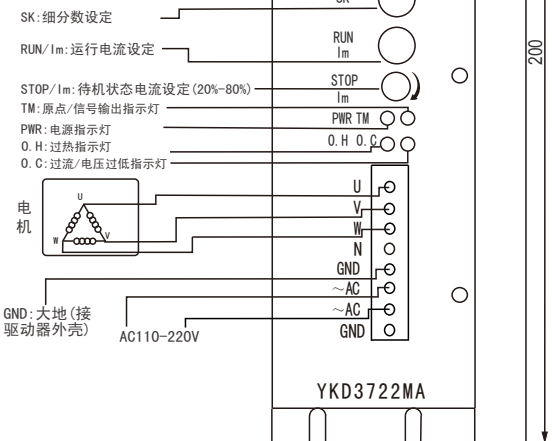 SK
SK:细分数设定
RUN
Im
RUN/Im:运行电流设定
STOP
Im
STOP/Im:待机状态电流设定(20%-80%)
TM:原点/信号输出指示灯
PWR TM
PWR:电源指示灯
O.H:过热指示灯
O.H O.C
O.C:过流/电压过低指示灯
电
机
U
W
V
U
V
W
N
GND
~AC
~AC
GND
GND:大地(接
驱动器外壳)
AC110-220V
YKD3722MA
200